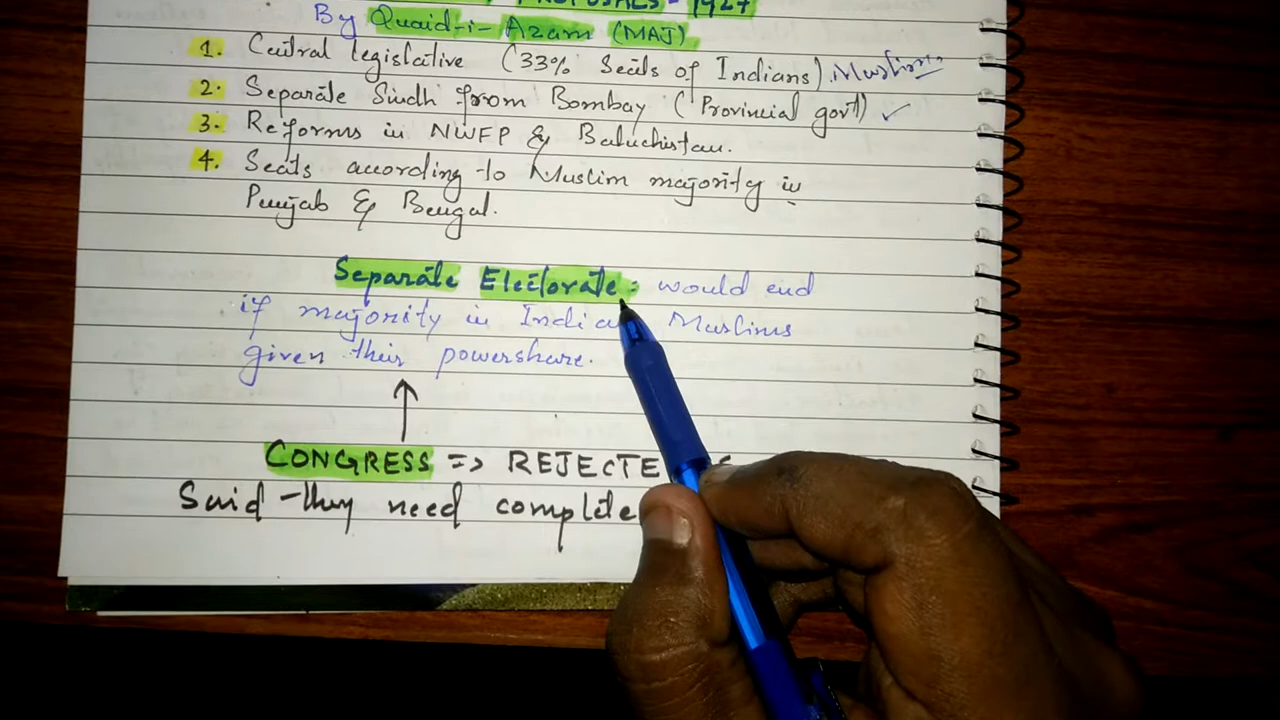 PROPOSALS - 1927
By Quaid-i-Azam (MAJ)
1. Central legislative (33% Seats of Indians). Muslims
2. Separate Sindh from Bombay (Provincial govt) ✓
3. Reforms in NWFP & Baluchistan.
4. Seats according to Muslim majority in
Punjab & Bengal.
Separate Electorate: would end
if majority in India Muslims
given their powershare.
CONGRESS => REJECTE
Said they need complete